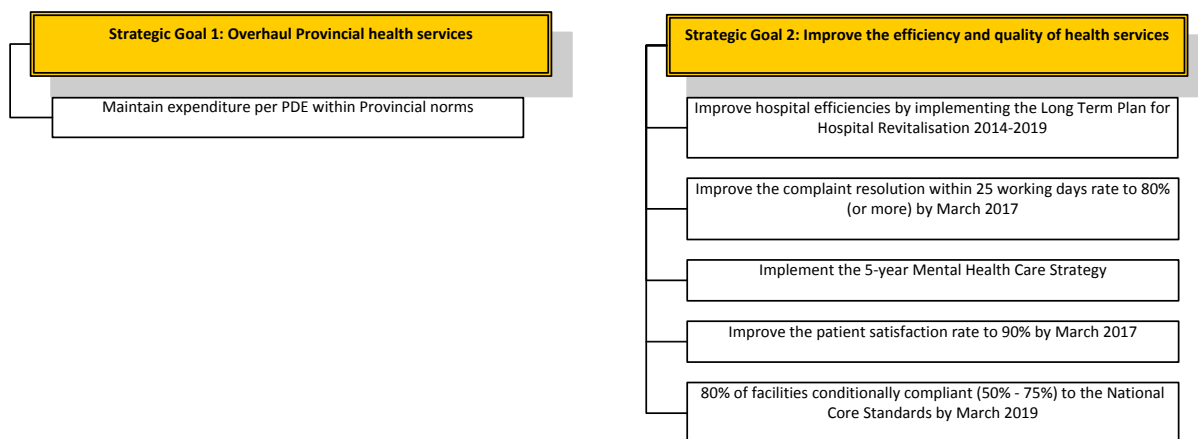 Strategic Goal 1: Overhaul Provincial health services
Maintain expenditure per PDE within Provincial norms
Strategic Goal 2: Improve the efficiency and quality of health services
Improve hospital efficiencies by implementing the Long Term Plan for
Hospital Revitalisation 2014-2019
Improve the complaint resolution within 25 working days rate to 80%
(or more) by March 2017
Implement the 5-year Mental Health Care Strategy
Improve the patient satisfaction rate to 90% by March 2017
80% of facilities conditionally compliant (50% - 75%) to the National
Core Standards by March 2019